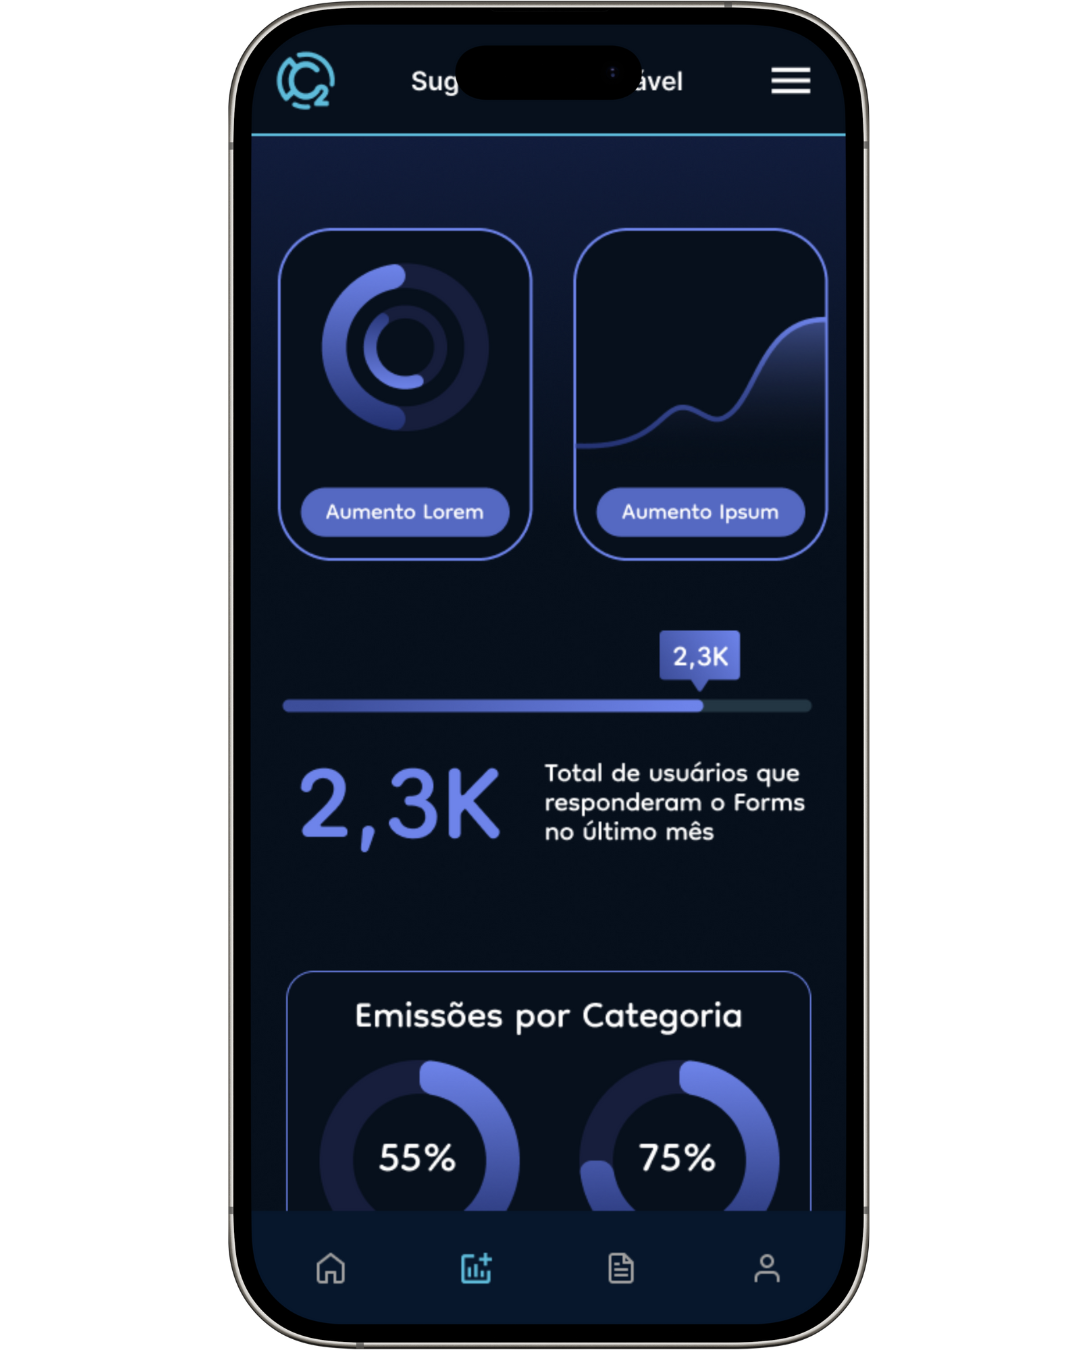 C2
Sug ável
Aumento Lorem
Aumento Ipsum
2,3K
2,3K
Total de usuários que
responderam o Forms
no último mês
Emissões por Categoria
55%
75%